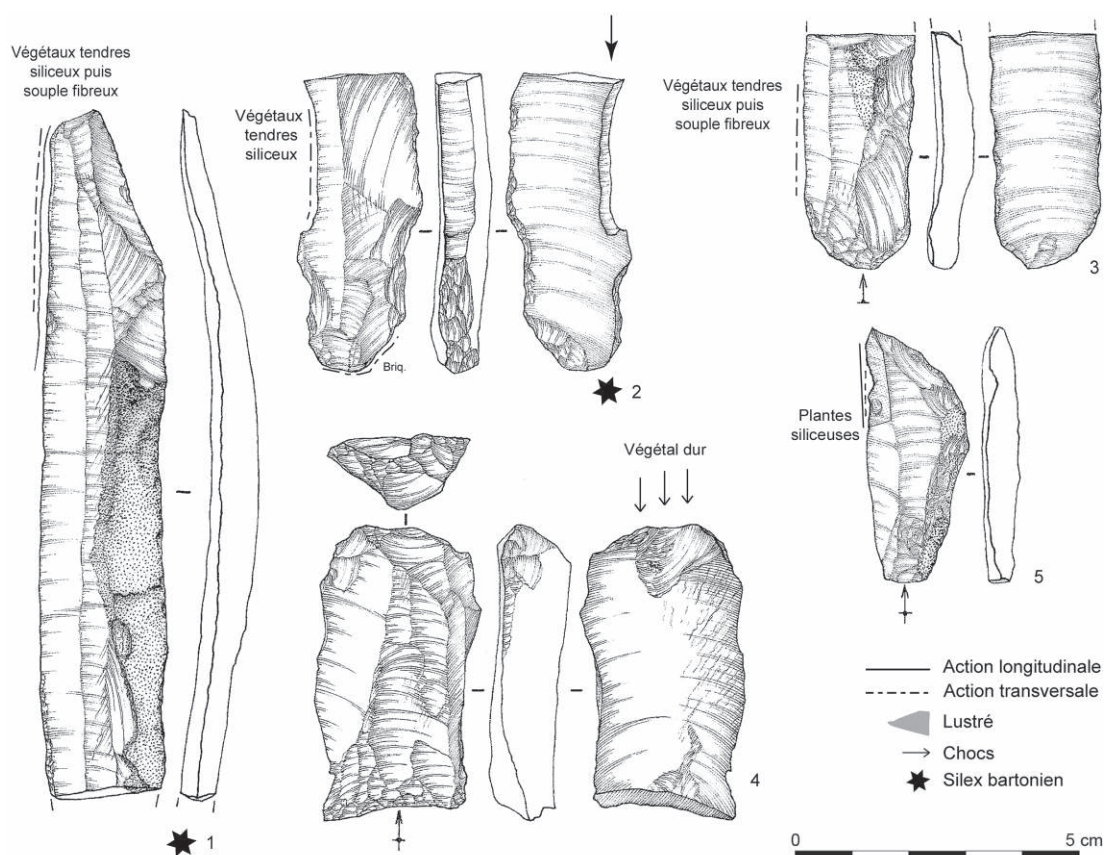 Végétaux tendres
siliceux puis
souple fibreux
1
Végétaux
tendres
siliceux
Briq.
2
Végétaux tendres
siliceux puis
souple fibreux
3
Végétal dur
4
Plantes
siliceuses
5
Action longitudinale
Action transversale
Lustré
Chocs
Silex bartonien
0
5 cm